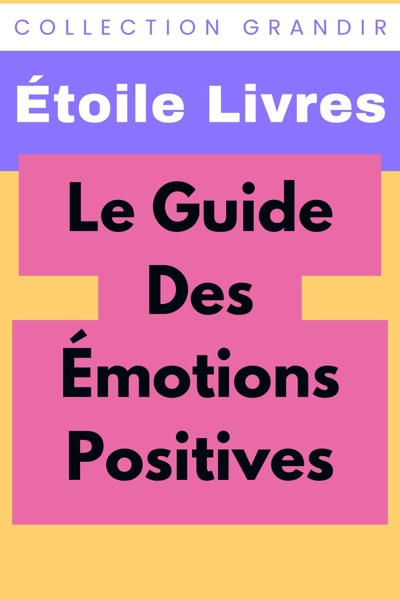 COLLECTION GRANDIR
Étoile Livres
Le Guide
Des
Émotions
Positives